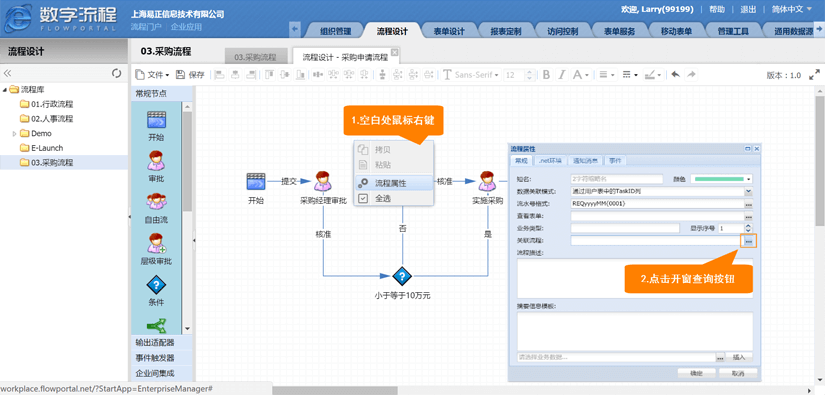 数字流程
FLOWPORTAL
上海易正信息技术有限公司
流程门户 企业应用
欢迎, Larry(99199) 帮助 退出 简体中文
组织管理 流程设计 表单设计 报表定制 访问控制 表单服务 移动表单 管理工具 通用数据源
流程设计
03.采购流程
03.采购流程 流程设计 - 采购申请流程
文件 保存 Sans-Serif 12 B I A 版本: 1.0
流程库
01.行政流程
02.人事流程
Demo
E-Launch
03.采购流程
常规节点
开始
审批
自由流
层级审批
条件
输出适配器
事件触发器
企业间集成
1.空白处鼠标右键
拷贝
粘贴
流程属性
全选
开始
提交
采购经理审批
核准
核准
实施采购
否
是
小于等于10万元
流程属性
常规 .net环境 通知消息 事件
短名: 2字符缩略名 颜色
数据关联模式: 通过用户表中的TaskID列
流水号格式: REQyyyyMM{0001}
查看表单:
业务类型: 显示序号 1
关联流程:
流程描述:
2.点击开窗查询按钮
摘要信息模板:
请选择业务数据... 插入
确定 取消
workplace.flowportal.net/?StartApp=EnterpriseManager#